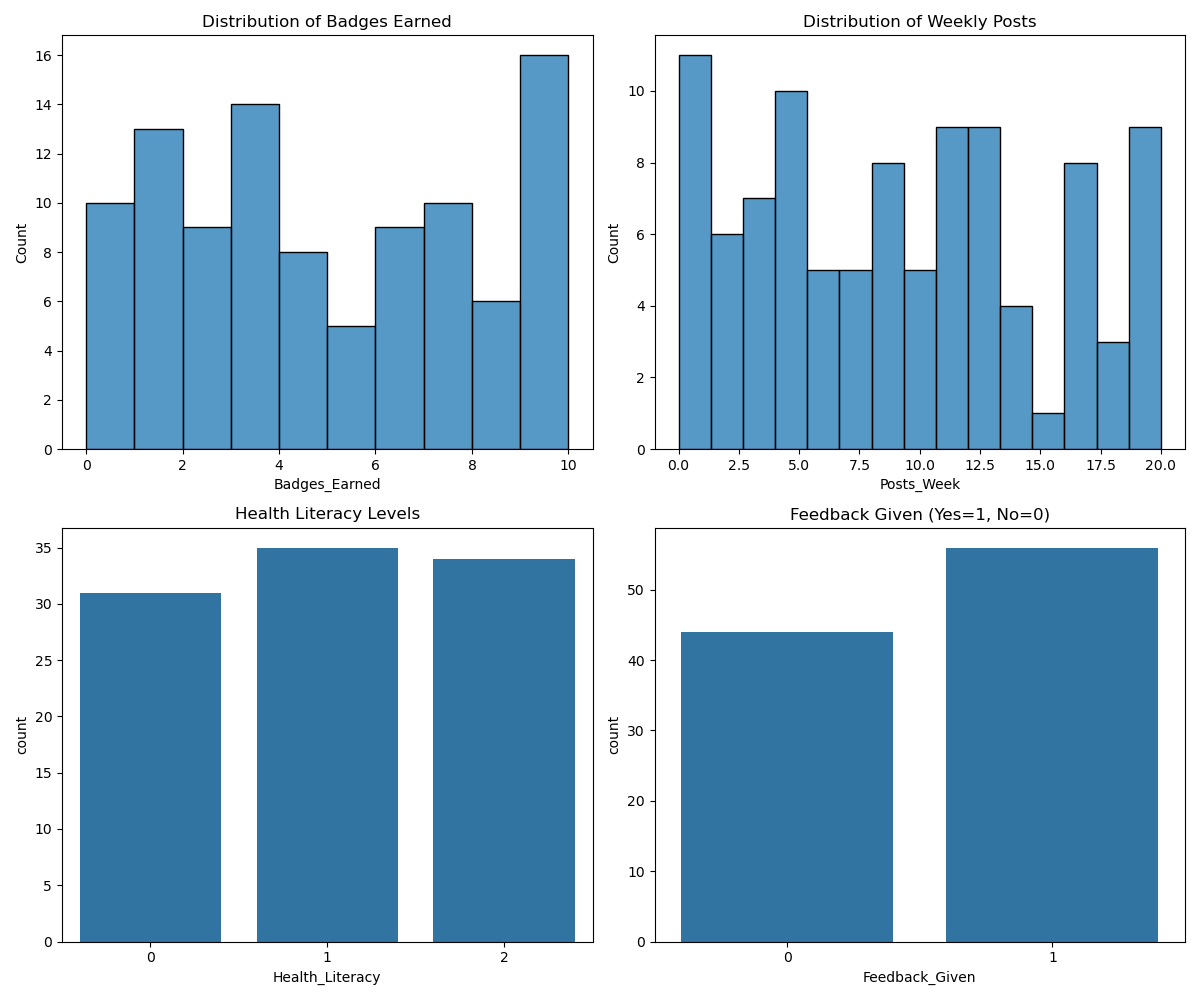 Distribution of Badges Earned
16
14
12
10
8
6
4
2
0
Count
0 2 4 6 8 10
Badges_Earned
Distribution of Weekly Posts
10
8
6
4
2
0
Count
0.0 2.5 5.0 7.5 10.0 12.5 15.0 17.5 20.0
Posts_Week
Health Literacy Levels
35
30
25
20
15
10
5
0
count
0 1 2
Health_Literacy
Feedback Given (Yes=1, No=0)
50
40
30
20
10
0
count
0 1
Feedback_Given